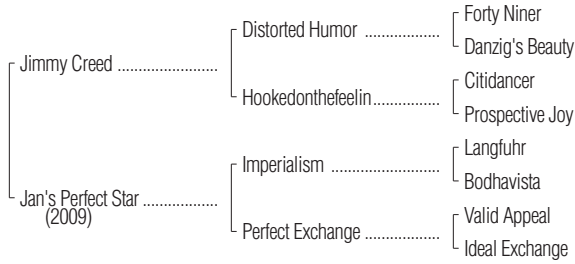 Forty Niner
Distorted Humor ..................
Danzig's Beauty
Jimmy Creed ........................
Citidancer
Hookedonthefeelin................
Prospective Joy
Langfuhr
Imperialism ..........................
Bodhavista
Jan's Perfect Star ..................
(2009)
Valid Appeal
Perfect Exchange ..................
Ideal Exchange